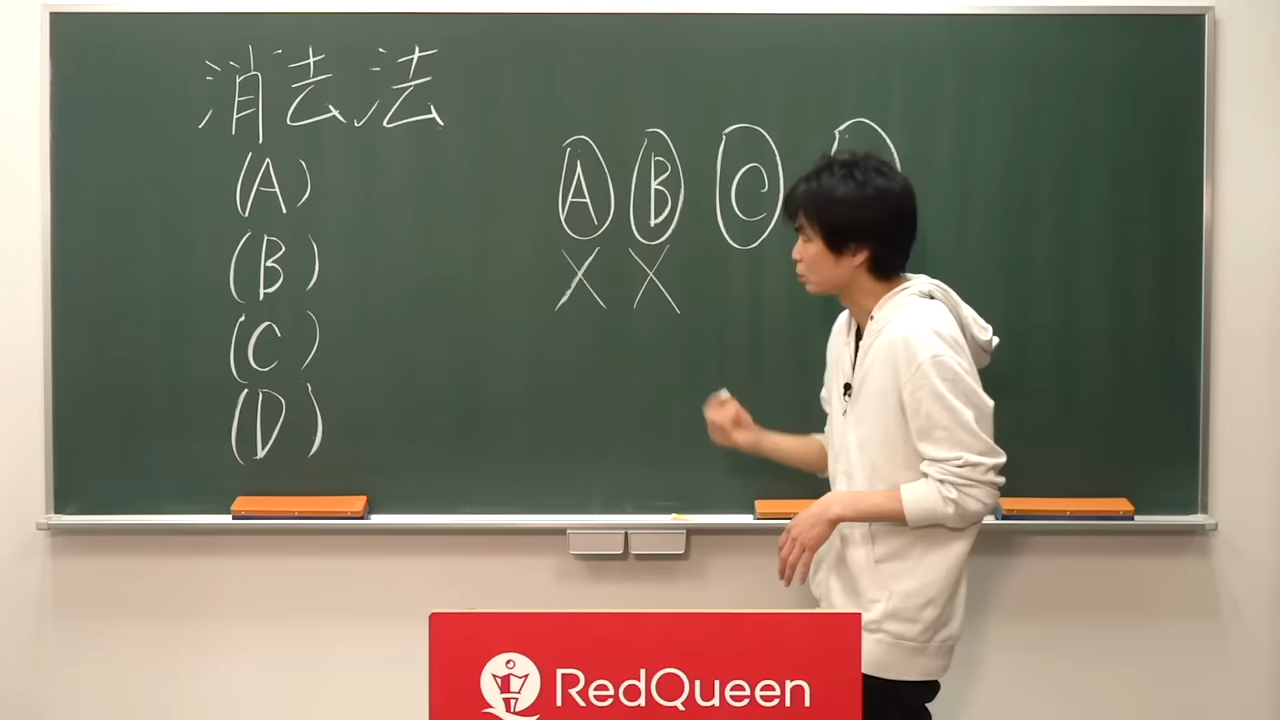 消去法
(A)
(B)
(C)
(D)
A B C
X X
RedQueen